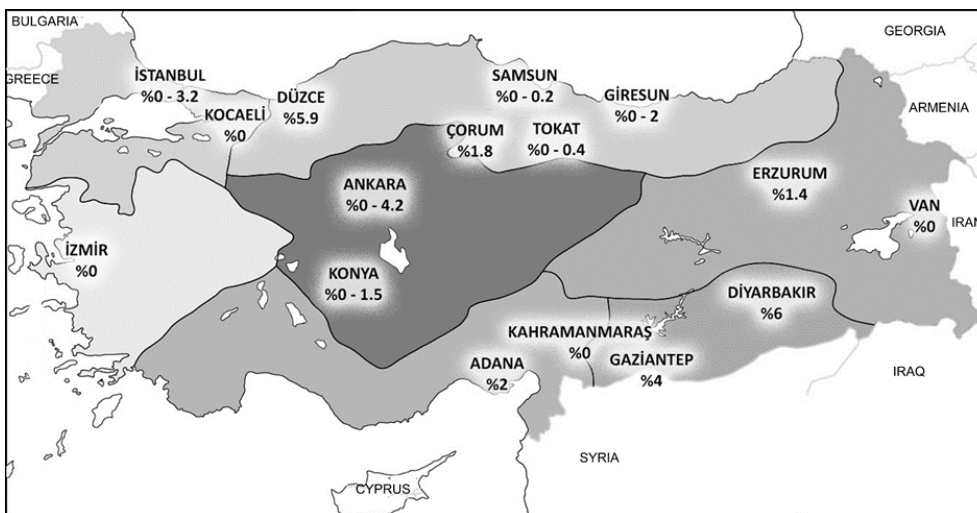 BULGARIA
GEORGIA
GREECE
İSTANBUL
%0 - 3.2
KOCAELİ
%0
DÜZCE
%5.9
SAMSUN
%0 - 0.2
GİRESUN
%0 - 2
ARMENIA
ÇORUM
%1.8
TOKAT
%0 - 0.4
ANKARA
%0 - 4.2
ERZURUM
%1.4
VAN
%0
IRAN
İZMİR
%0
KONYA
%0 - 1.5
DİYARBAKIR
%6
KAHRAMANMARAŞ
%0
ADANA
%2
GAZİANTEP
%4
IRAQ
SYRIA
CYPRUS